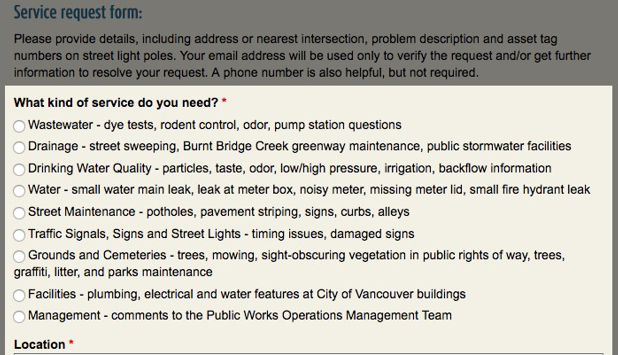 Service request form:
Please provide details, including address or nearest intersection, problem description and asset tag
numbers on street light poles. Your email address will be used only to verify the request and/or get further
information to resolve your request. A phone number is also helpful, but not required.
What kind of service do you need? *
Wastewater - dye tests, rodent control, odor, pump station questions
Drainage - street sweeping, Burnt Bridge Creek greenway maintenance, public stormwater facilities
Drinking Water Quality - particles, taste, odor, low/high pressure, irrigation, backflow information
Water - small water main leak, leak at meter box, noisy meter, missing meter lid, small fire hydrant leak
Street Maintenance - potholes, pavement striping, signs, curbs, alleys
Traffic Signals, Signs and Street Lights - timing issues, damaged signs
Grounds and Cemeteries - trees, mowing, sight-obscuring vegetation in public rights of way, trees,
graffiti, litter, and parks maintenance
Facilities - plumbing, electrical and water features at City of Vancouver buildings
Management - comments to the Public Works Operations Management Team
Location *